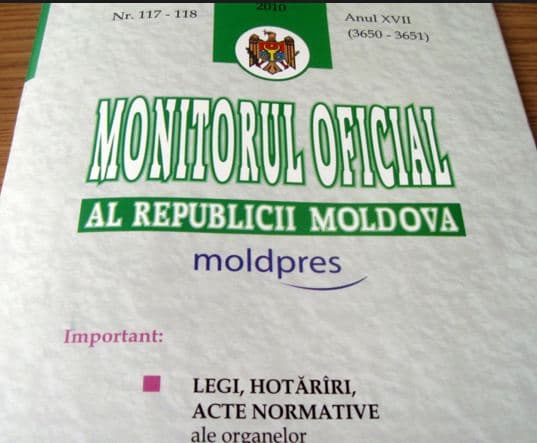 2010
Nr. 117 - 118
Anul XVII
(3650 - 3651)
MONITORUL OFICIAL
AL REPUBLICII MOLDOVA
moldpres
Important:
LEGI, HOTĂRÎRI,
ACTE NORMATIVE
ale organelor